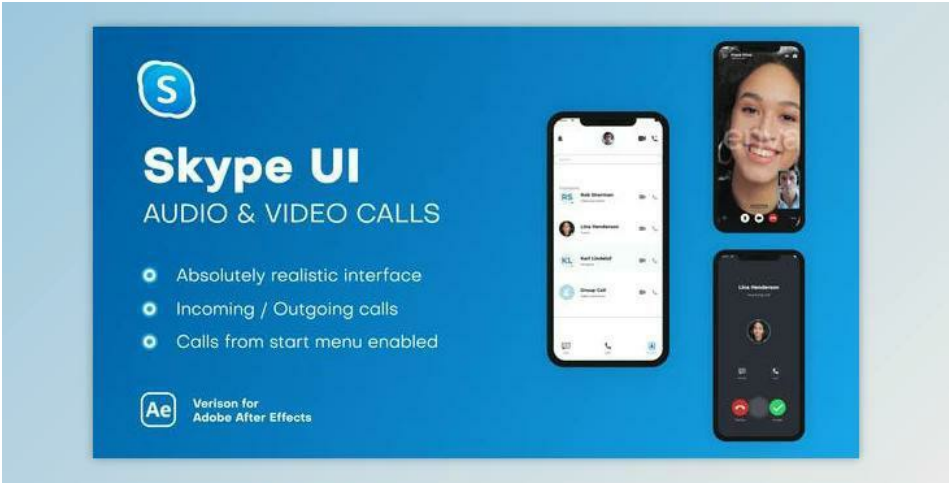 S
Skype UI
AUDIO & VIDEO CALLS
Absolutely realistic interface
Incoming / Outgoing calls
Calls from start menu enabled
Ae
Verison for
Adobe After Effects
RS
Rob Sherman
Lina Henderson
KL
Karl Lindelof
Group Call
Lina Henderson